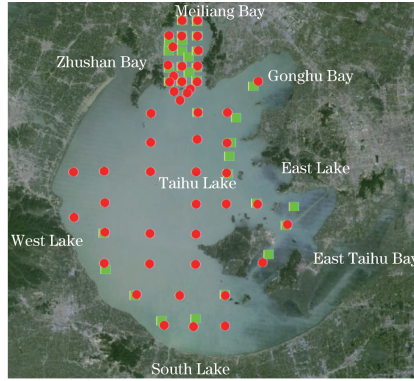 Meiliang Bay
Zhushan Bay
Gonghu Bay
East Lake
Taihu Lake
West Lake
East Taihu Bay
South Lake